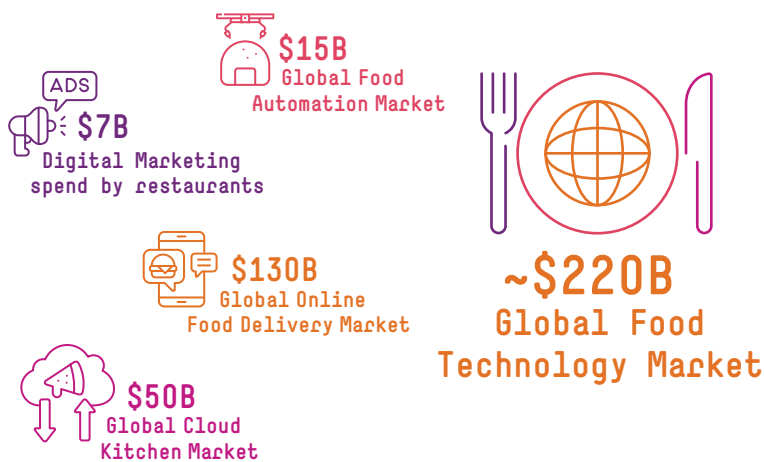 $15B
Global Food
Automation Market
ADS
$7B
Digital Marketing
spend by restaurants
$130B
Global Online
Food Delivery Market
$50B
Global Cloud
Kitchen Market
~$220B
Global Food
Technology Market